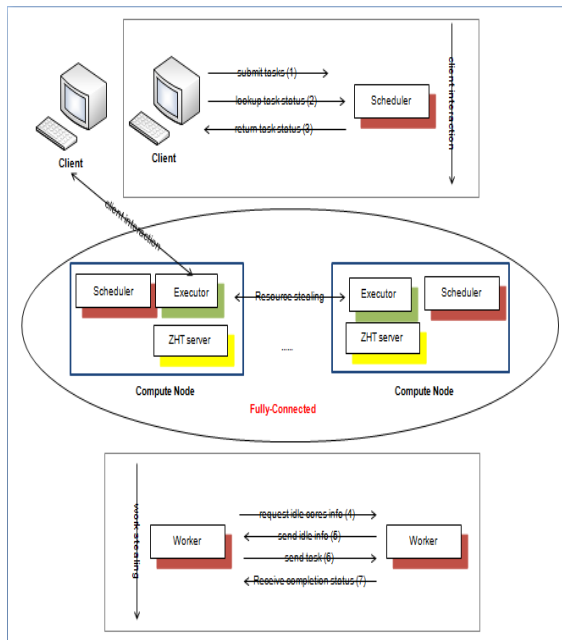 submit tasks (1)
lookup task status (2)
return task status (3)
Scheduler
client interaction
Client
Client
client interaction
Scheduler
Executor
ZHT server
Resource stealing
......
Executor
Scheduler
ZHT server
Compute Node
Compute Node
Fully-Connected
work stealing
request idle cores info (4)
send idle info (5)
send task (6)
Receive completion status (7)
Worker
Worker